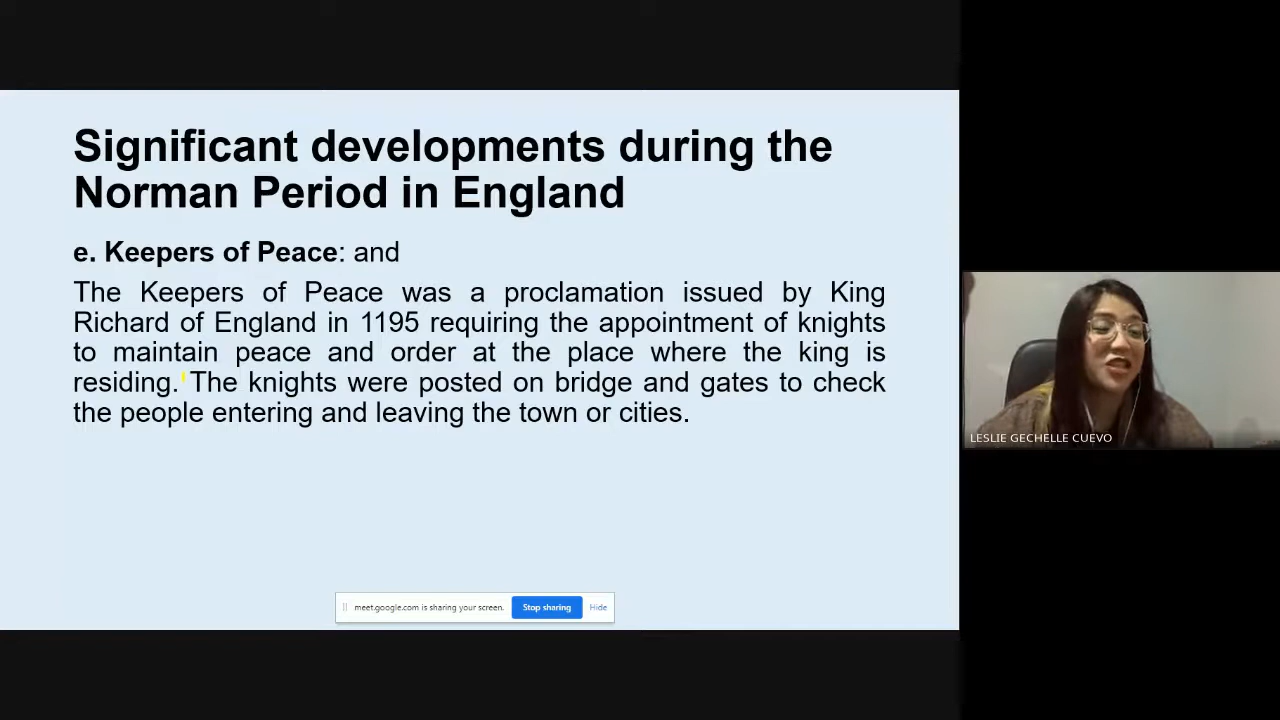 Significant developments during the
Norman Period in England
e. Keepers of Peace: and
The Keepers of Peace was a proclamation issued by King
Richard of England in 1195 requiring the appointment of knights
to maintain peace and order at the place where the king is
residing. The knights were posted on bridge and gates to check
the people entering and leaving the town or cities.
LESLIE GECHELLE CUEVO
meet.google.com is sharing your screen. Stop sharing Hide